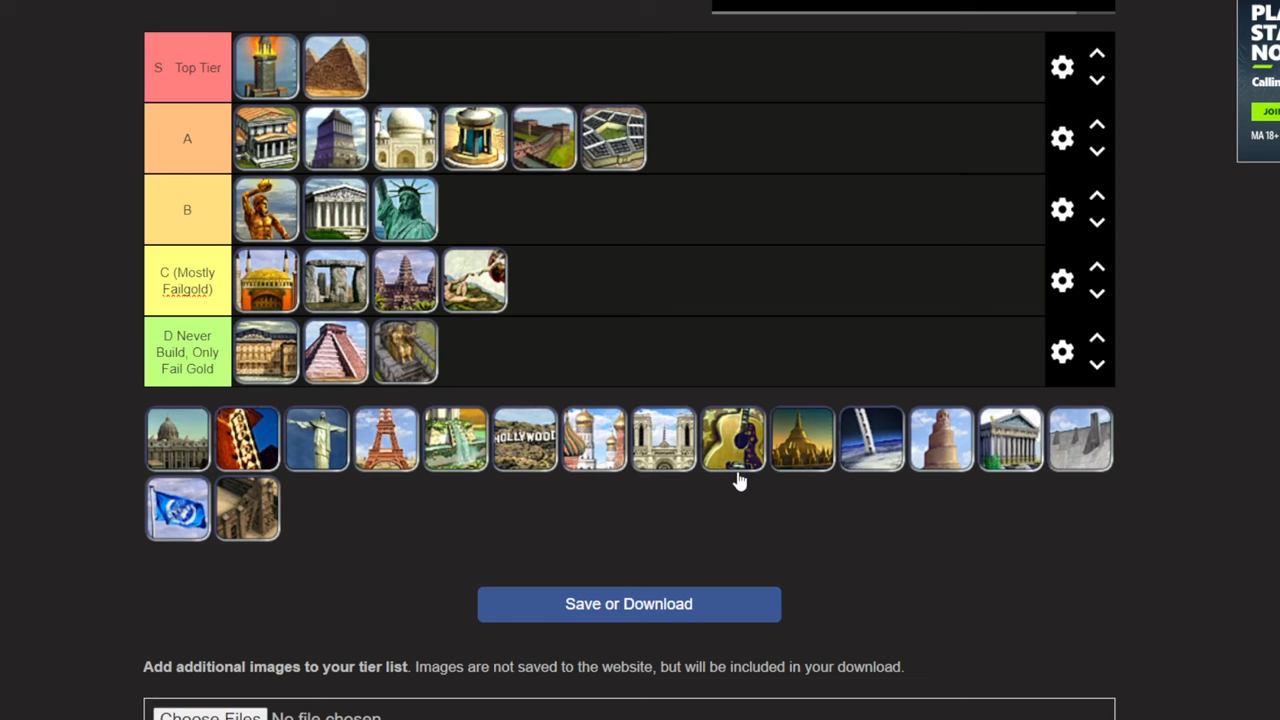 PLA
STA
NO
Callin
JOI
MA 18+
S Top Tier
A
B
C (Mostly
Failgold)
D Never
Build, Only
Fail Gold
HOLLYWOOD
Save or Download
Add additional images to your tier list. Images are not saved to the website, but will be included in your download.
Choose Files No file chosen